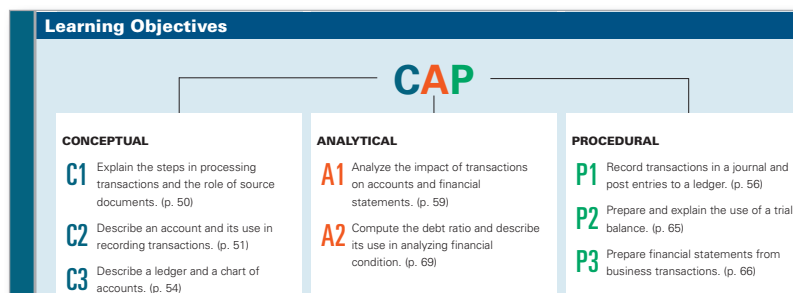 Learning Objectives
CAP
CONCEPTUAL
C1 Explain the steps in processing
transactions and the role of source
documents. (p. 50)
C2 Describe an account and its use in
recording transactions. (p. 51)
C3 Describe a ledger and a chart of
accounts. (p. 54)
ANALYTICAL
A1 Analyze the impact of transactions
on accounts and financial
statements. (p. 59)
A2 Compute the debt ratio and describe
its use in analyzing financial
condition. (p. 69)
PROCEDURAL
P1 Record transactions in a journal and
post entries to a ledger. (p. 56)
P2 Prepare and explain the use of a trial
balance. (p. 65)
P3 Prepare financial statements from
business transactions. (p. 66)